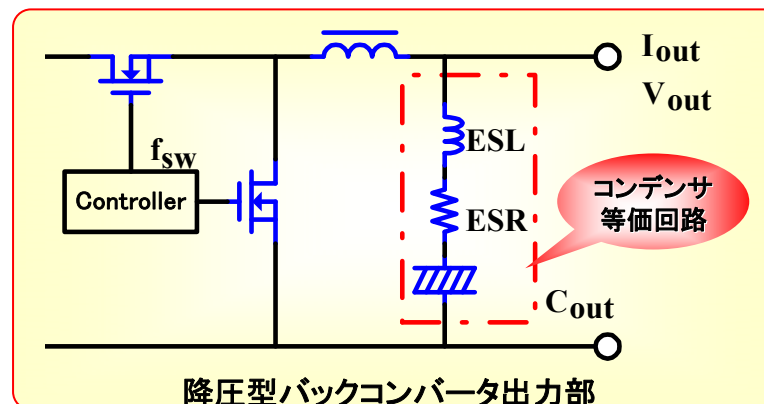 Iout
Vout
ESL
fsw
Controller
ESR
コンデンサ
等価回路
Cout
降圧型バックコンバータ出力部